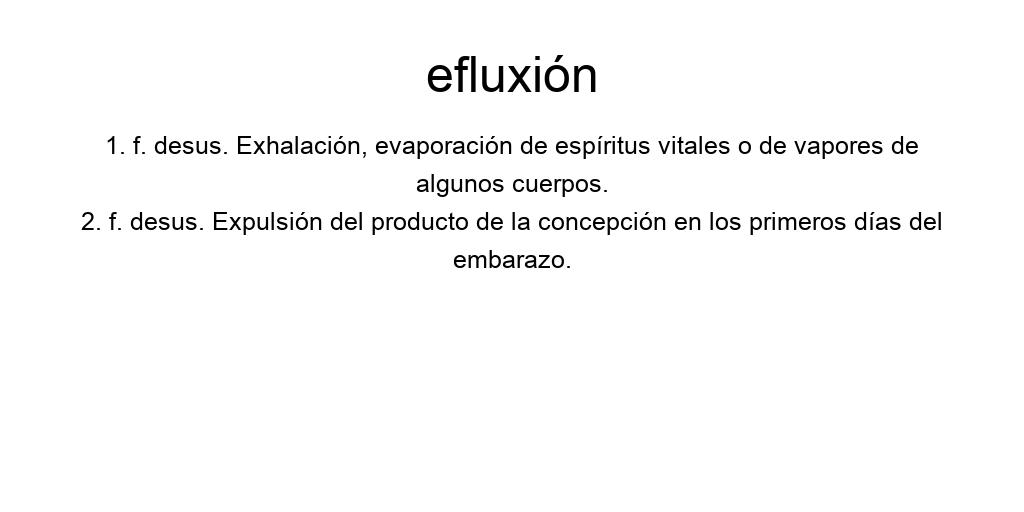 efluxión
1. f. desus. Exhalación, evaporación de espíritus vitales o de vapores de
algunos cuerpos.
2. f. desus. Expulsión del producto de la concepción en los primeros días del
embarazo.